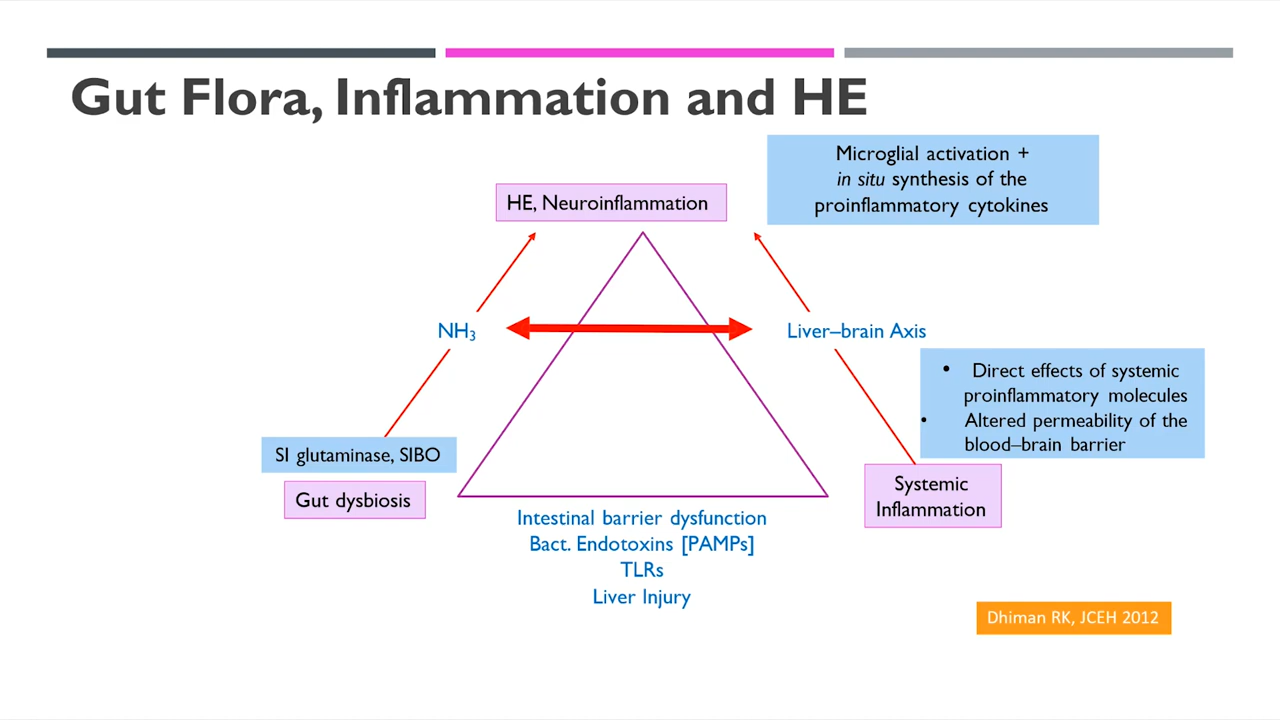 Gut Flora, Inflammation and HE
Microglial activation +
in situ synthesis of the
proinflammatory cytokines
HE, Neuroinflammation
NH₃
Liver–brain Axis
• Direct effects of systemic
proinflammatory molecules
• Altered permeability of the
blood–brain barrier
SI glutaminase, SIBO
Gut dysbiosis
Systemic
Inflammation
Intestinal barrier dysfunction
Bact. Endotoxins [PAMPs]
TLRs
Liver Injury
Dhiman RK, JCEH 2012